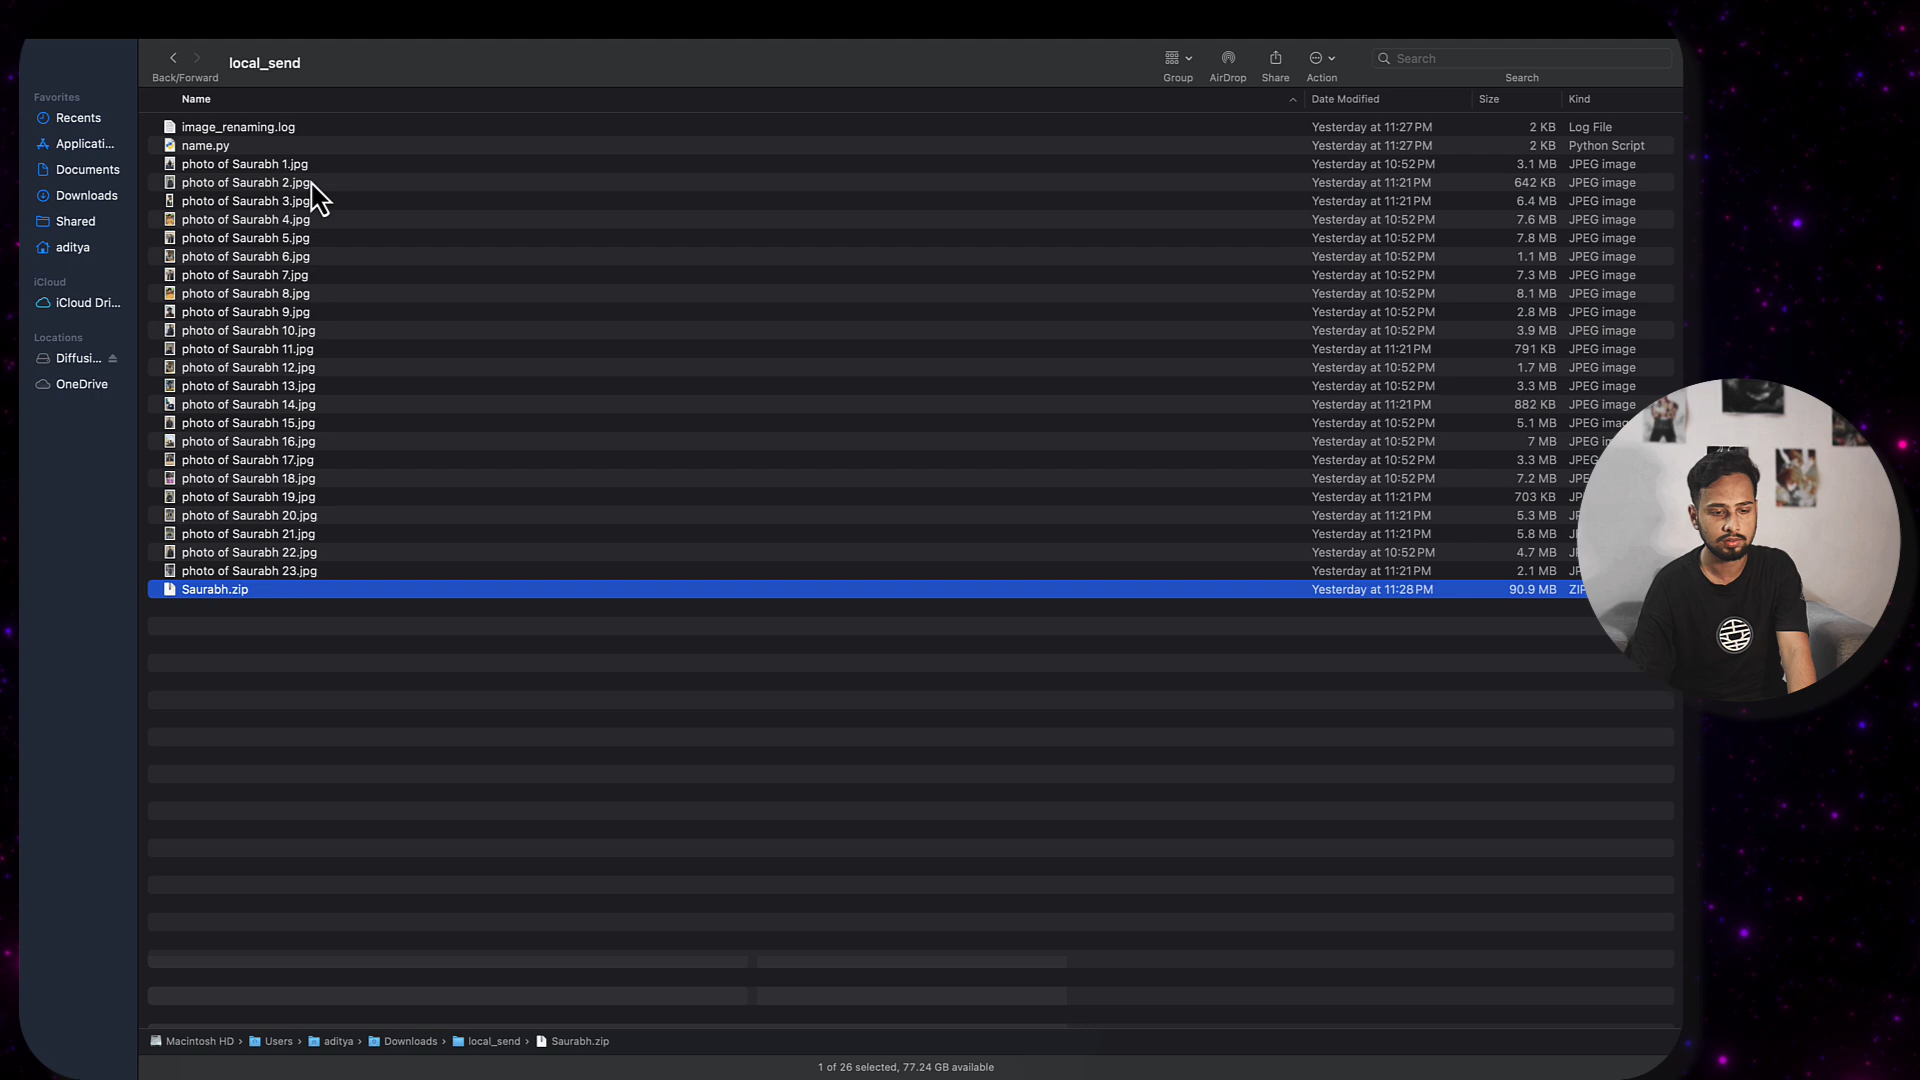 local_send
Back/Forward
Group
AirDrop
Share
Action
Search
Search
Favorites
Recents
Applicati...
Documents
Downloads
Shared
aditya
iCloud
iCloud Dri...
Locations
Diffusi...
OneDrive
Name Date Modified Size Kind
image_renaming.log Yesterday at 11:27 PM 2 KB Log File
name.py Yesterday at 11:27 PM 2 KB Python Script
photo of Saurabh 1.jpg Yesterday at 10:52 PM 3.1 MB JPEG image
photo of Saurabh 2.jpg Yesterday at 11:21 PM 642 KB JPEG image
photo of Saurabh 3.jpg Yesterday at 11:21 PM 6.4 MB JPEG image
photo of Saurabh 4.jpg Yesterday at 10:52 PM 7.6 MB JPEG image
photo of Saurabh 5.jpg Yesterday at 10:52 PM 7.8 MB JPEG image
photo of Saurabh 6.jpg Yesterday at 10:52 PM 1.1 MB JPEG image
photo of Saurabh 7.jpg Yesterday at 10:52 PM 7.3 MB JPEG image
photo of Saurabh 8.jpg Yesterday at 10:52 PM 8.1 MB JPEG image
photo of Saurabh 9.jpg Yesterday at 10:52 PM 2.8 MB JPEG image
photo of Saurabh 10.jpg Yesterday at 10:52 PM 3.9 MB JPEG image
photo of Saurabh 11.jpg Yesterday at 11:21 PM 791 KB JPEG image
photo of Saurabh 12.jpg Yesterday at 10:52 PM 1.7 MB JPEG image
photo of Saurabh 13.jpg Yesterday at 10:52 PM 3.3 MB JPEG image
photo of Saurabh 14.jpg Yesterday at 11:21 PM 882 KB JPEG image
photo of Saurabh 15.jpg Yesterday at 10:52 PM 5.1 MB JPEG
photo of Saurabh 16.jpg Yesterday at 10:52 PM 7 MB JPEG
photo of Saurabh 17.jpg Yesterday at 10:52 PM 3.3 MB
photo of Saurabh 18.jpg Yesterday at 10:52 PM 7.2 MB
photo of Saurabh 19.jpg Yesterday at 11:21 PM 703 KB
photo of Saurabh 20.jpg Yesterday at 11:21 PM 5.3 MB
photo of Saurabh 21.jpg Yesterday at 11:21 PM 5.8 MB
photo of Saurabh 22.jpg Yesterday at 10:52 PM 4.7 MB
photo of Saurabh 23.jpg Yesterday at 11:21 PM 2.1 MB
Saurabh.zip Yesterday at 11:28 PM 90.9 MB
Macintosh HD › Users › aditya › Downloads › local_send › Saurabh.zip
1 of 26 selected, 77.24 GB available